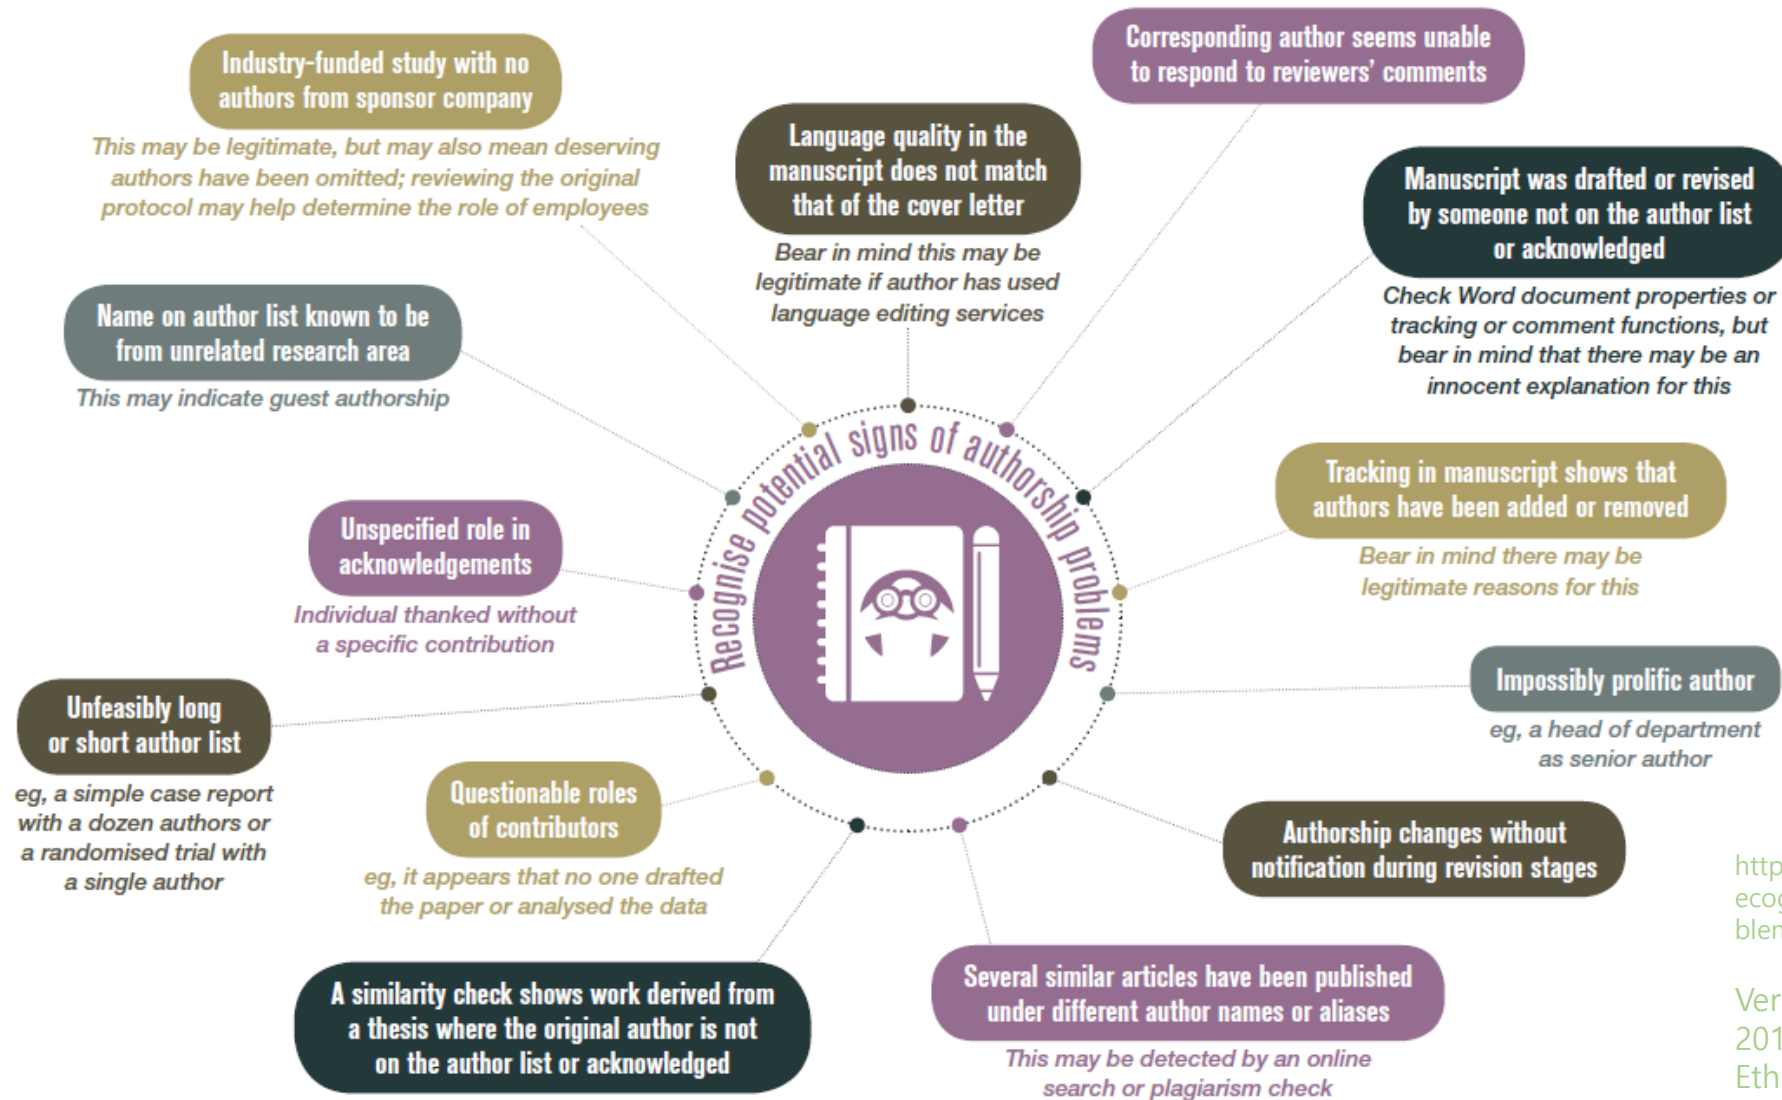 Industry-funded study with no
authors from sponsor company
This may be legitimate, but may also mean deserving
authors have been omitted; reviewing the original
protocol may help determine the role of employees
Language quality in the
manuscript does not match
that of the cover letter
Bear in mind this may be
legitimate if author has used
language editing services
Corresponding author seems unable
to respond to reviewers’ comments
Manuscript was drafted or revised
by someone not on the author list
or acknowledged
Check Word document properties or
tracking or comment functions, but
bear in mind that there may be an
innocent explanation for this
Name on author list known to be
from unrelated research area
This may indicate guest authorship
Recognise potential signs of authorship problems
Tracking in manuscript shows that
authors have been added or removed
Bear in mind there may be
legitimate reasons for this
Unspecified role in
acknowledgements
Individual thanked without
a specific contribution
Impossibly prolific author
eg, a head of department
as senior author
Unfeasibly long
or short author list
eg, a simple case report
with a dozen authors or
a randomised trial with
a single author
Questionable roles
of contributors
eg, it appears that no one drafted
the paper or analysed the data
Authorship changes without
notification during revision stages
A similarity check shows work derived from
a thesis where the original author is not
on the author list or acknowledged
Several similar articles have been published
under different author names or aliases
This may be detected by an online
search or plagiarism check
http
ecog
blem
Ver
201
Eth